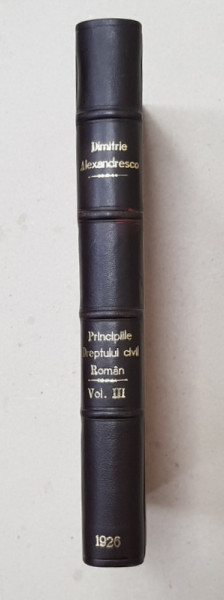 Dimitrie
Alexandresco
Principiile
Dreptului civil
Român
Vol. III
1926